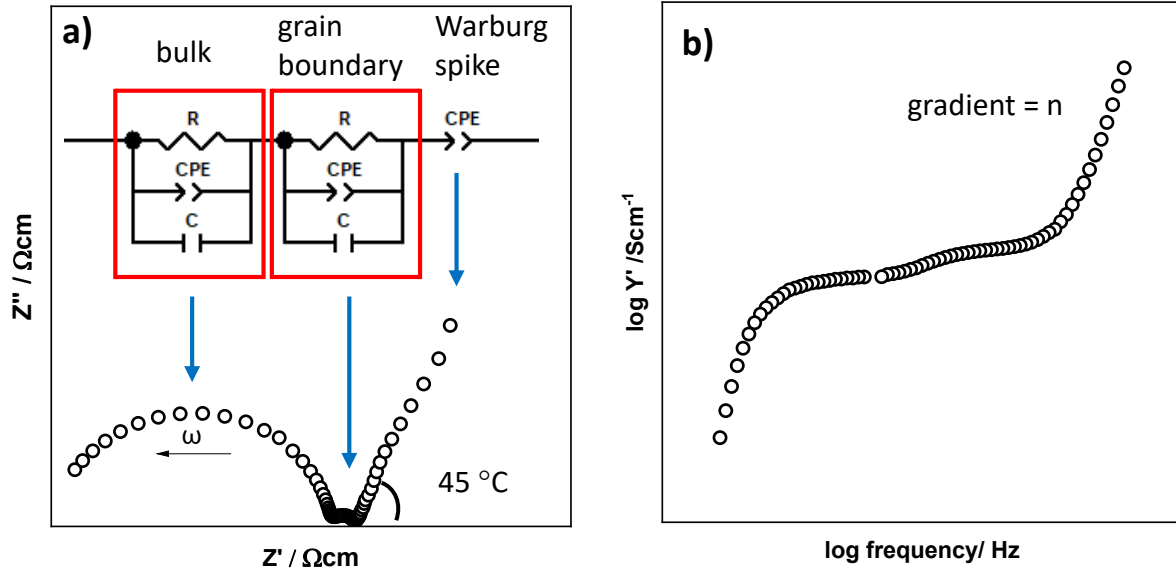 a)
bulk
grain
boundary
Warburg
spike
R
CPE
C
R
CPE
C
CPE
Z'' / Ωcm
ω
45 °C
Z' / Ωcm
b)
gradient = n
log Y' /Scm⁻¹
log frequency/ Hz